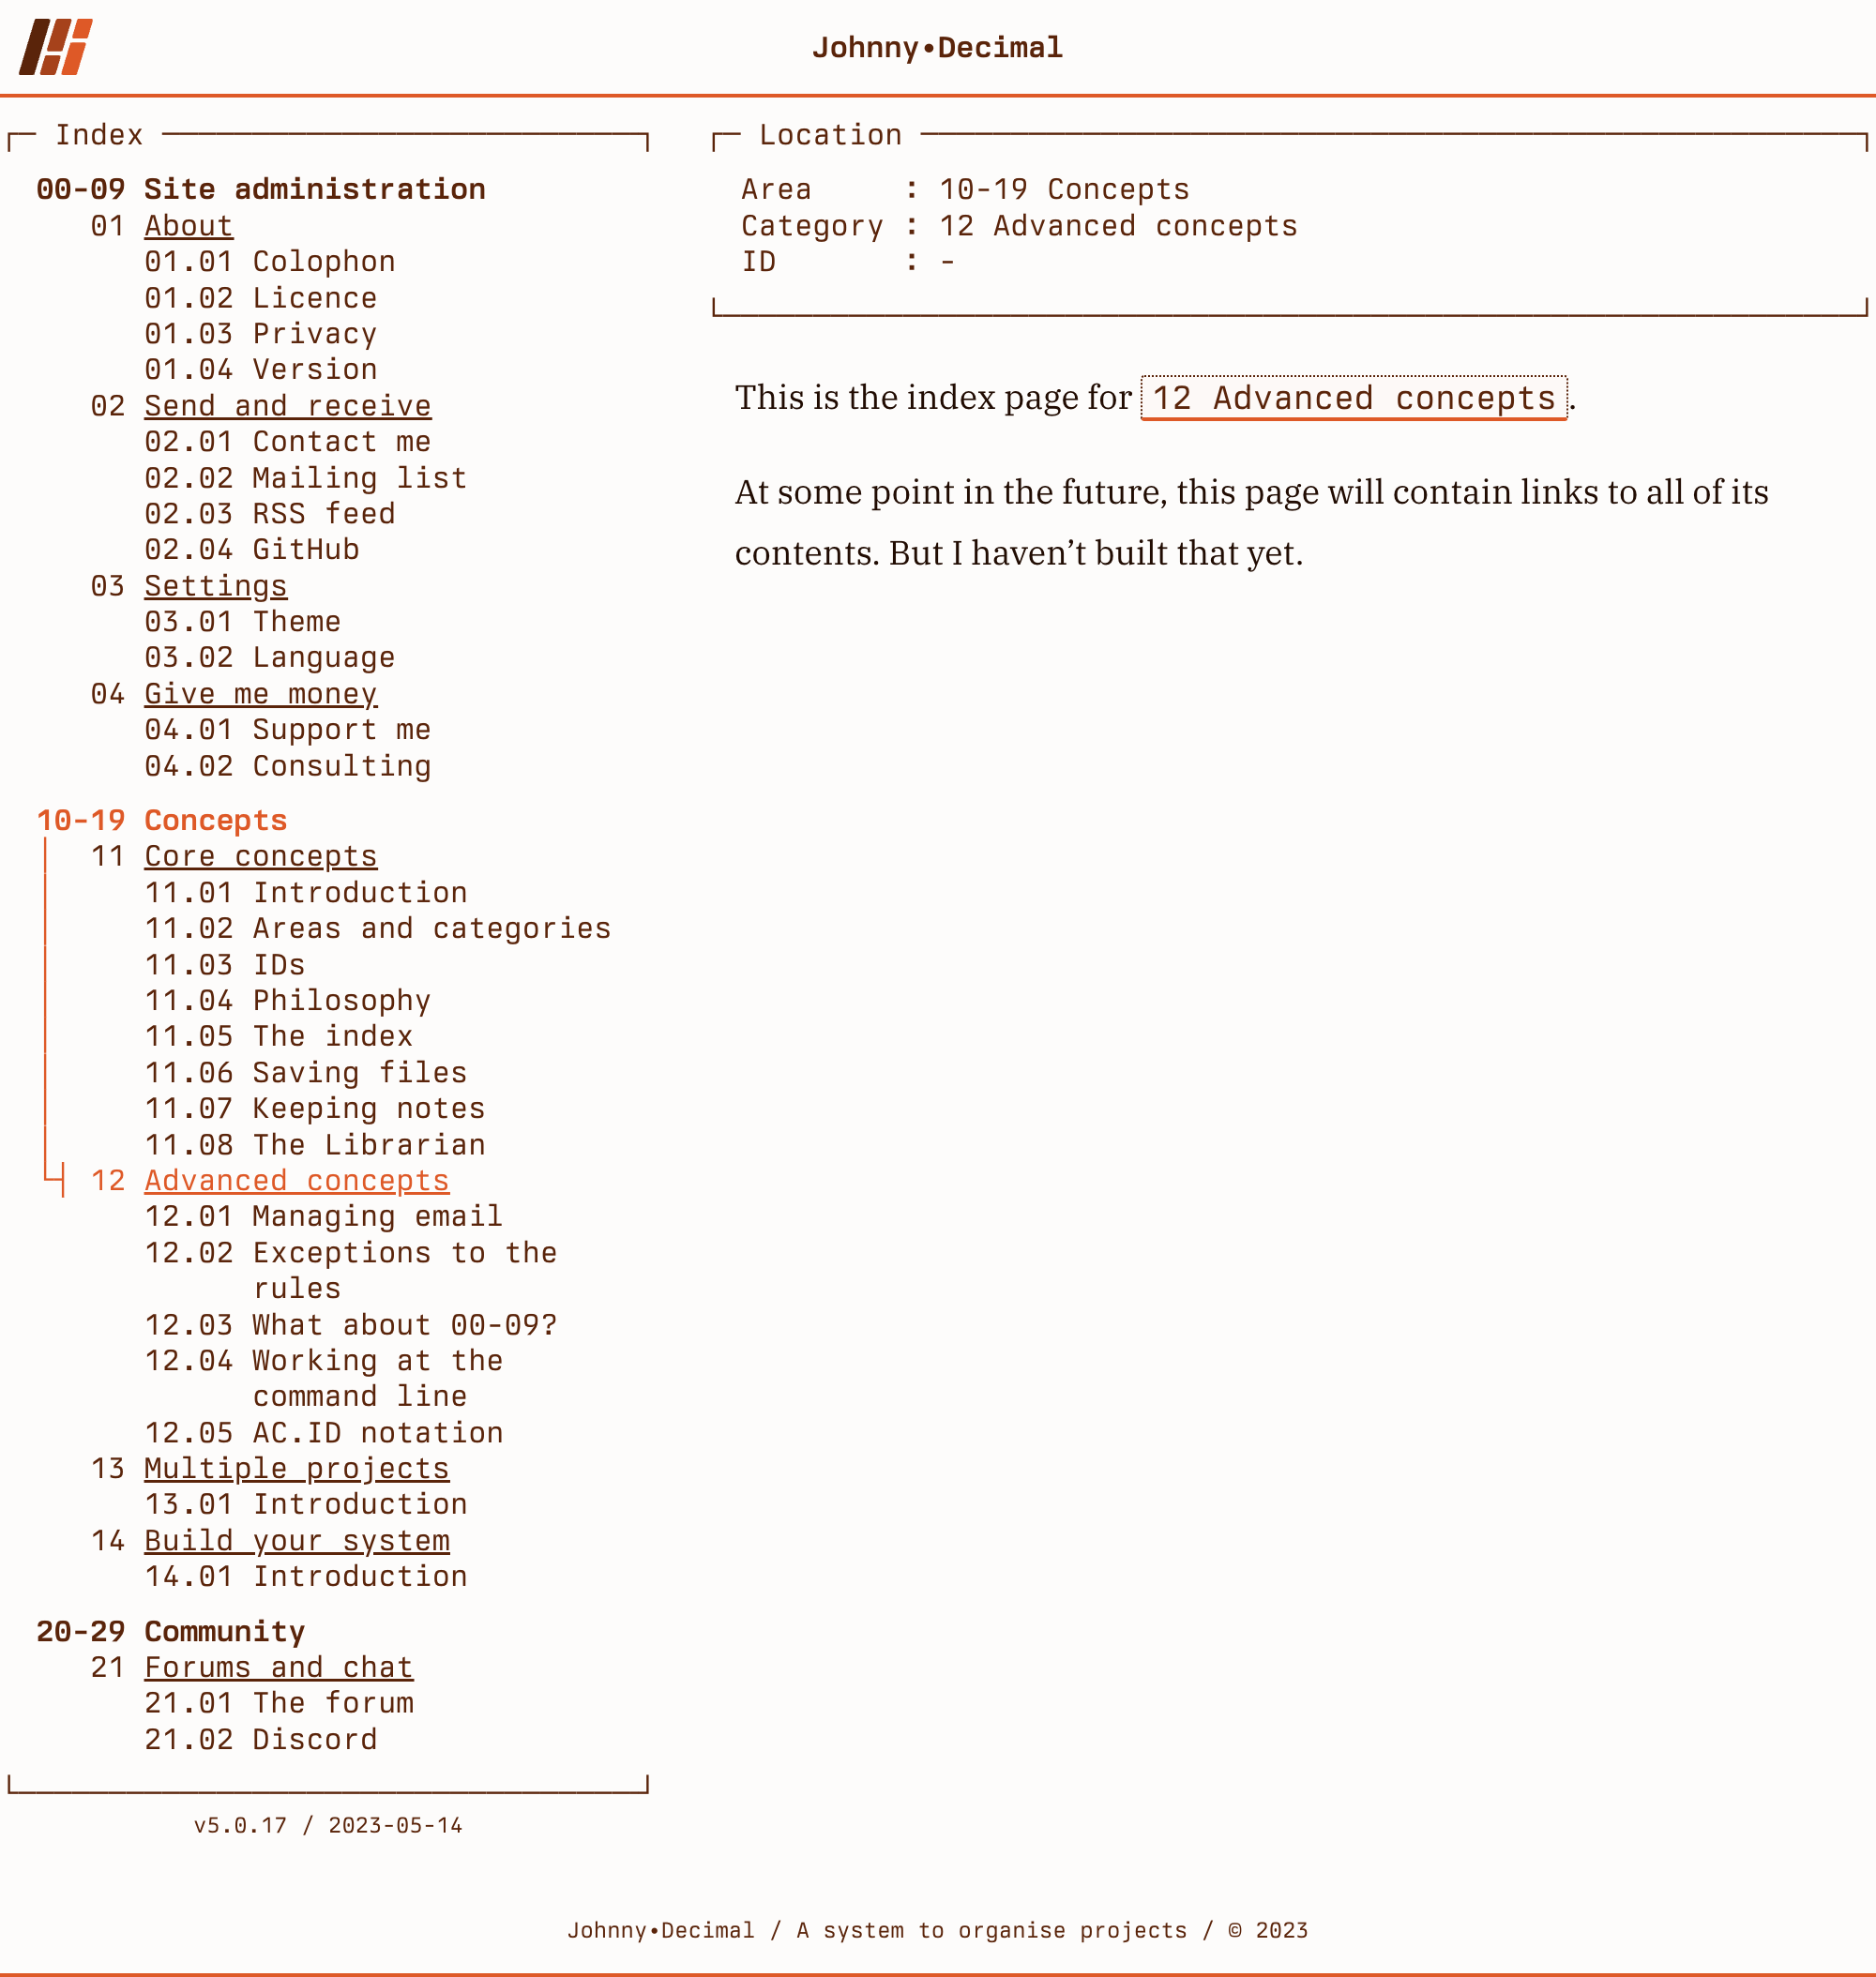 Johnny•Decimal
Index
00-09 Site administration
01 About
01.01 Colophon
01.02 Licence
01.03 Privacy
01.04 Version
02 Send and receive
02.01 Contact me
02.02 Mailing list
02.03 RSS feed
02.04 GitHub
03 Settings
03.01 Theme
03.02 Language
04 Give me money
04.01 Support me
04.02 Consulting
10-19 Concepts
11 Core concepts
11.01 Introduction
11.02 Areas and categories
11.03 IDs
11.04 Philosophy
11.05 The index
11.06 Saving files
11.07 Keeping notes
11.08 The Librarian
12 Advanced concepts
12.01 Managing email
12.02 Exceptions to the
rules
12.03 What about 00-09?
12.04 Working at the
command line
12.05 AC.ID notation
13 Multiple projects
13.01 Introduction
14 Build your system
14.01 Introduction
20-29 Community
21 Forums and chat
21.01 The forum
21.02 Discord
v5.0.17 / 2023-05-14
Location
Area : 10-19 Concepts
Category : 12 Advanced concepts
ID : -
This is the index page for 12 Advanced concepts.
At some point in the future, this page will contain links to all of its
contents. But I haven’t built that yet.
Johnny•Decimal / A system to organise projects / © 2023